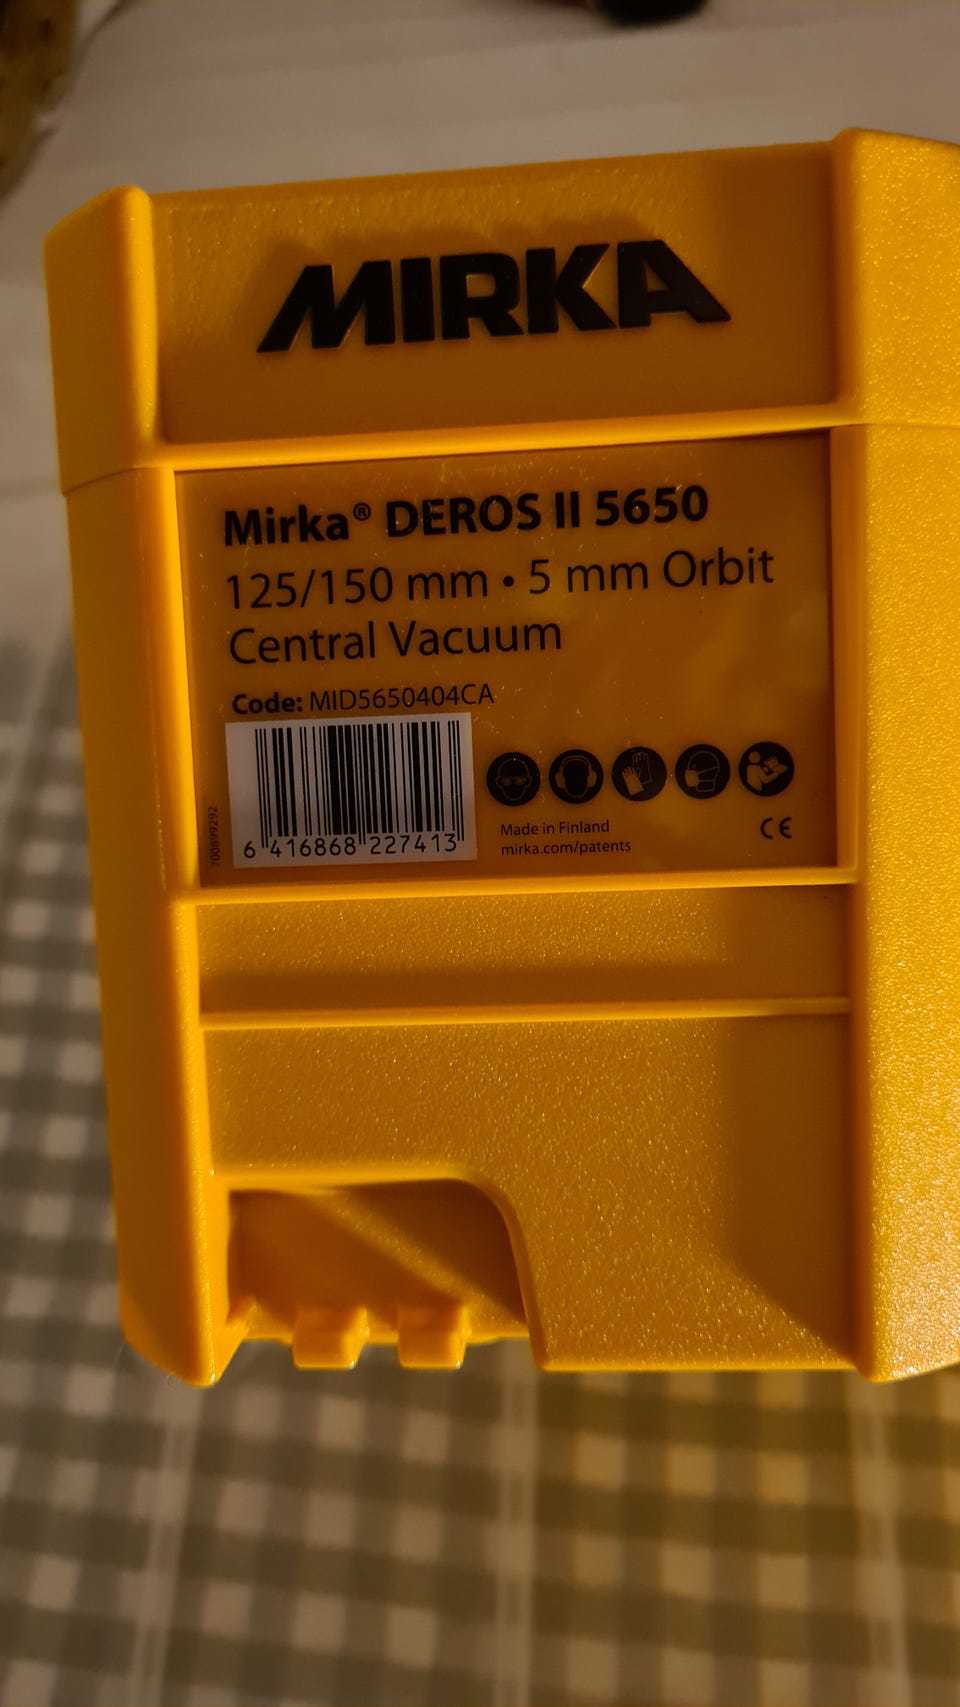 MIRKA
Mirka® DEROS II 5650
125/150 mm • 5 mm Orbit
Central Vacuum
Code: MID5650404CA
6 416868 227413
Made in Finland
mirka.com/patents
CE